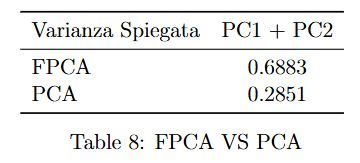 Varianza Spiegata PC1 + PC2
FPCA 0.6883
PCA 0.2851
Table 8: FPCA VS PCA